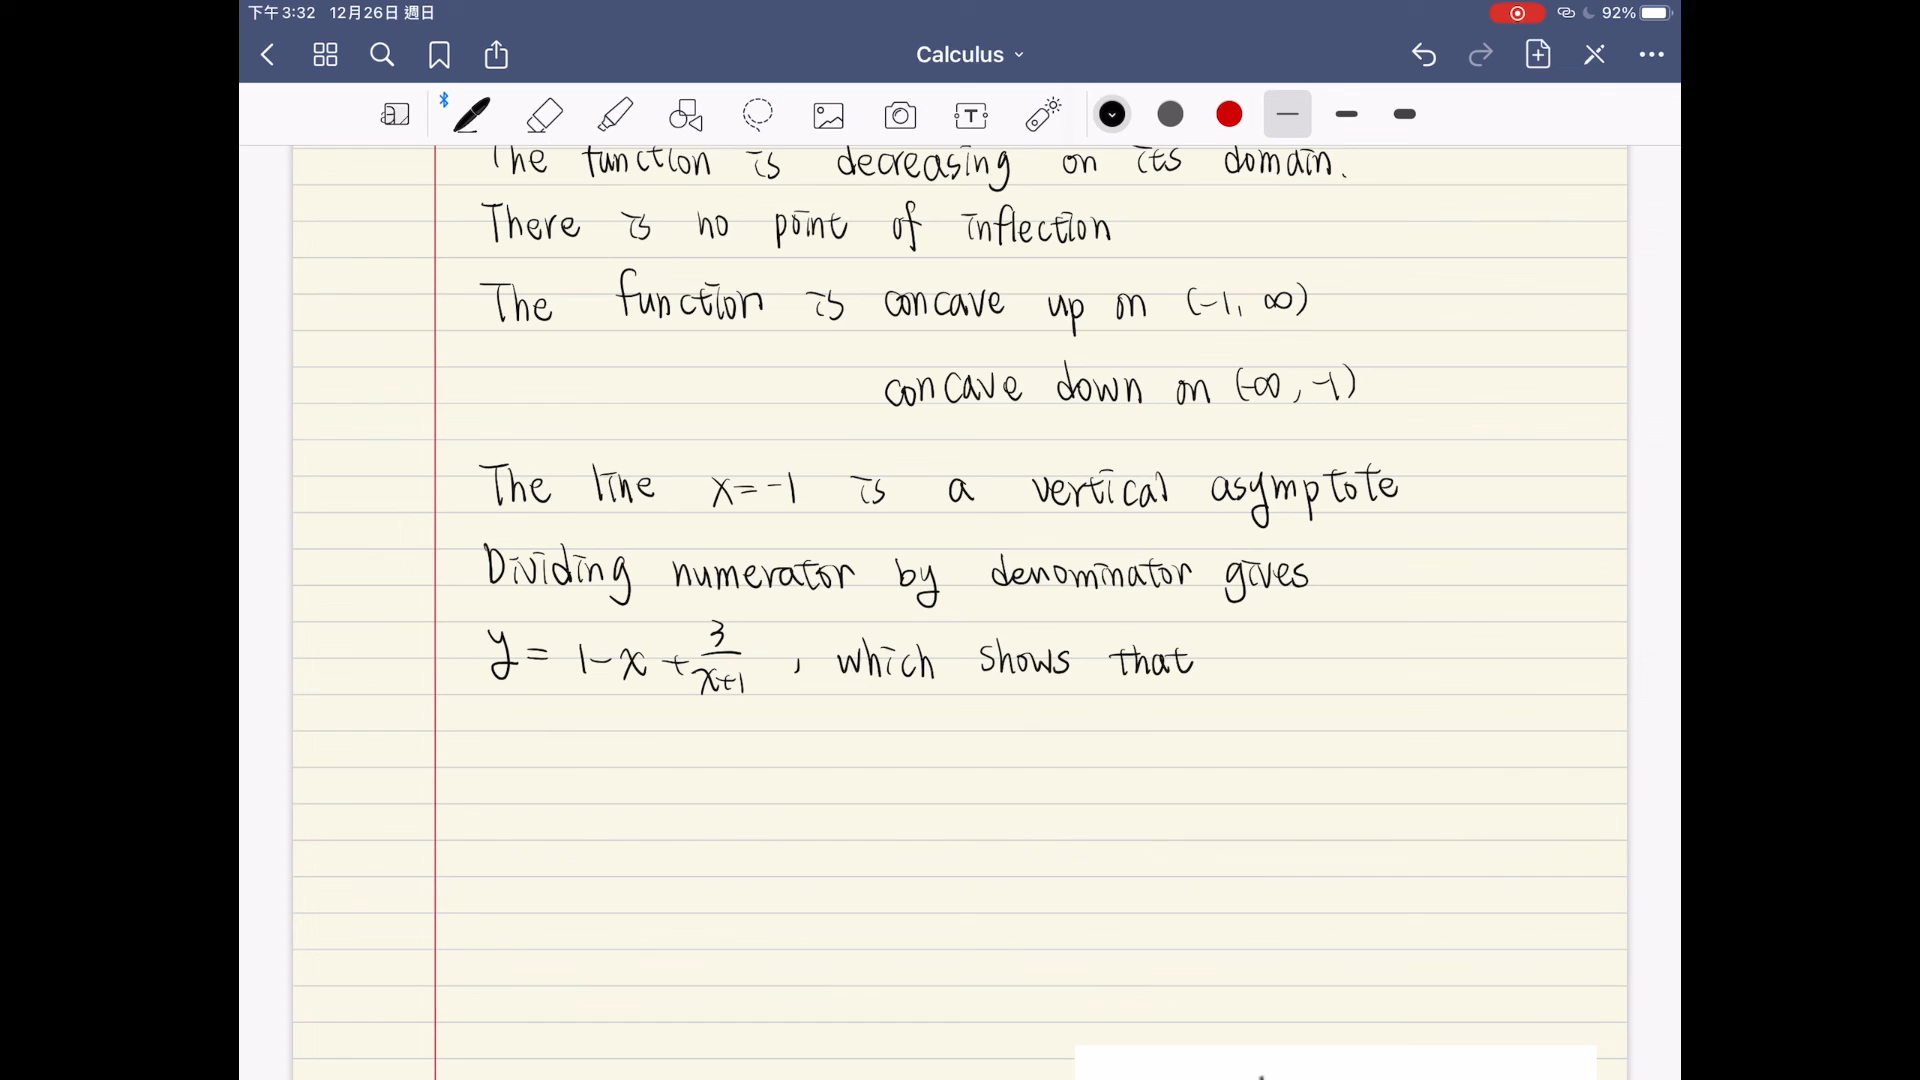 下午3:32 12月26日 週日 92%
Calculus
The function is decreasing on its domain.
There is no point of inflection
The function is concave up on (-1, ∞)
concave down on (-∞, -1)
The line x=-1 is a vertical asymptote
Dividing numerator by denominator gives
y = 1-x + 3/(x+1) , which shows that